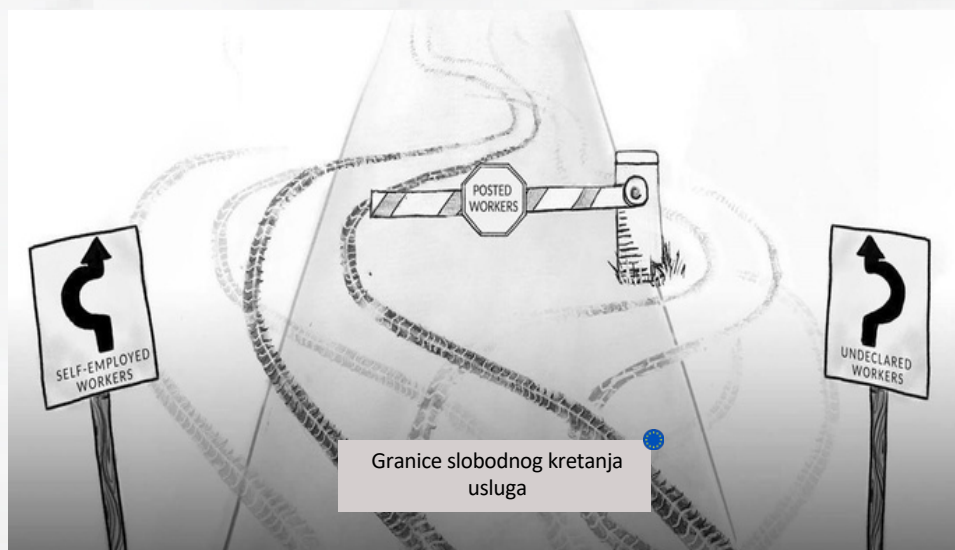 POSTED
WORKERS
SELF-EMPLOYED
WORKERS
UNDECLARED
WORKERS
Granice slobodnog kretanja
usluga